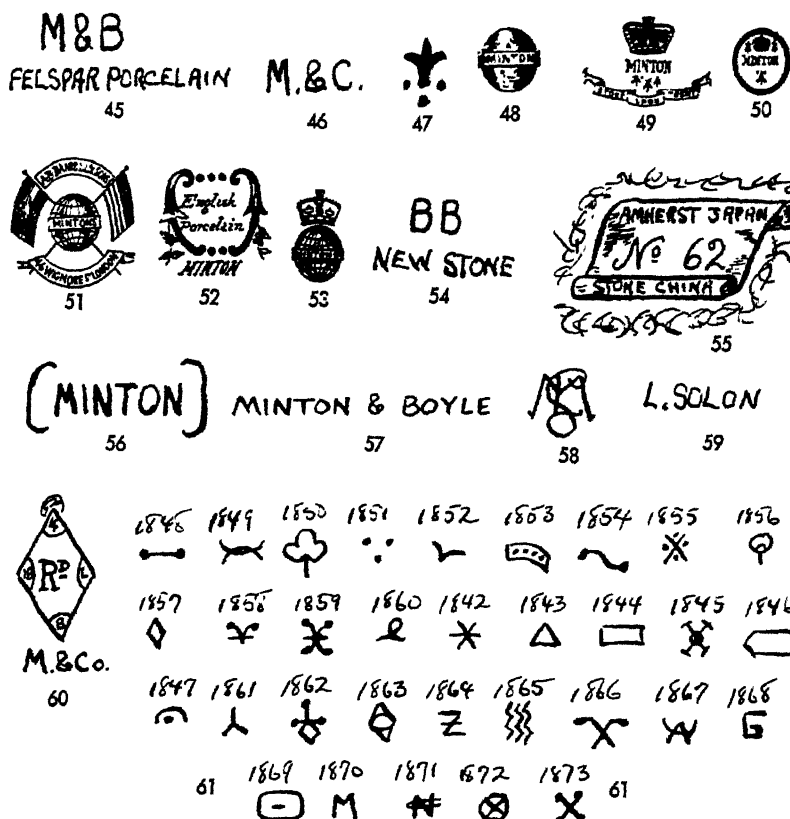 M&B
FELSPAR PORCELAIN
45
M.&C.
46
47
MINTON
48
MINTON
49
MINTON
50
MINTON
51
English
Porcelain
MINTON
52
53
BB
NEW STONE
54
AMHERST JAPAN
No 62
STONE CHINA
55
(MINTON)
56
MINTON & BOYLE
57
58
L.SOLON
59
RD
M.&Co.
60
1849 1850 1851 1852 1853 1854 1855 1856
1857 1859 1860 1842 1843 1844 1845 1846
1847 1861 1862 1863 1864 1865 1866 1867 1868
Z
G
61 1869 1870 1871 1872 1873 61
M